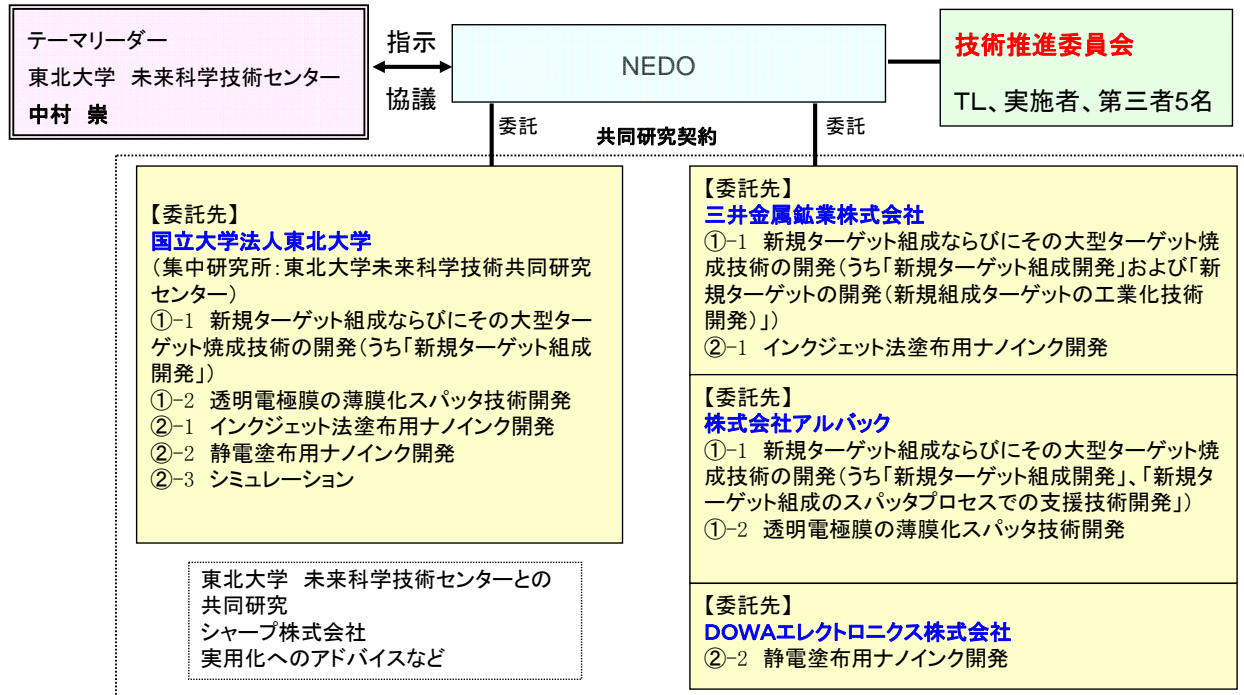 テーマリーダー
東北大学 未来科学技術センター
中村 崇
指示
協議
NEDO
技術推進委員会
TL、実施者、第三者5名
委託
共同研究契約
委託
【委託先】
国立大学法人東北大学
（集中研究所：東北大学未来科学技術共同研究
センター）
①-1 新規ターゲット組成ならびにその大型ター
ゲット焼成技術の開発（うち「新規ターゲット組成
開発」）
①-2 透明電極膜の薄膜化スパッタ技術開発
②-1 インクジェット法塗布用ナノインク開発
②-2 静電塗布用ナノインク開発
②-3 シミュレーション
東北大学 未来科学技術センターとの
共同研究
シャープ株式会社
実用化へのアドバイスなど
【委託先】
三井金属鉱業株式会社
①-1 新規ターゲット組成ならびにその大型ターゲット焼
成技術の開発（うち「新規ターゲット組成開発」および「新
規ターゲットの開発（新規組成ターゲットの工業化技術
開発）」）
②-1 インクジェット法塗布用ナノインク開発
【委託先】
株式会社アルバック
①-1 新規ターゲット組成ならびにその大型ターゲット焼
成技術の開発（うち「新規ターゲット組成開発」、「新規タ
ーゲット組成のスパッタプロセスでの支援技術開発」）
①-2 透明電極膜の薄膜化スパッタ技術開発
【委託先】
DOWAエレクトロニクス株式会社
②-2 静電塗布用ナノインク開発